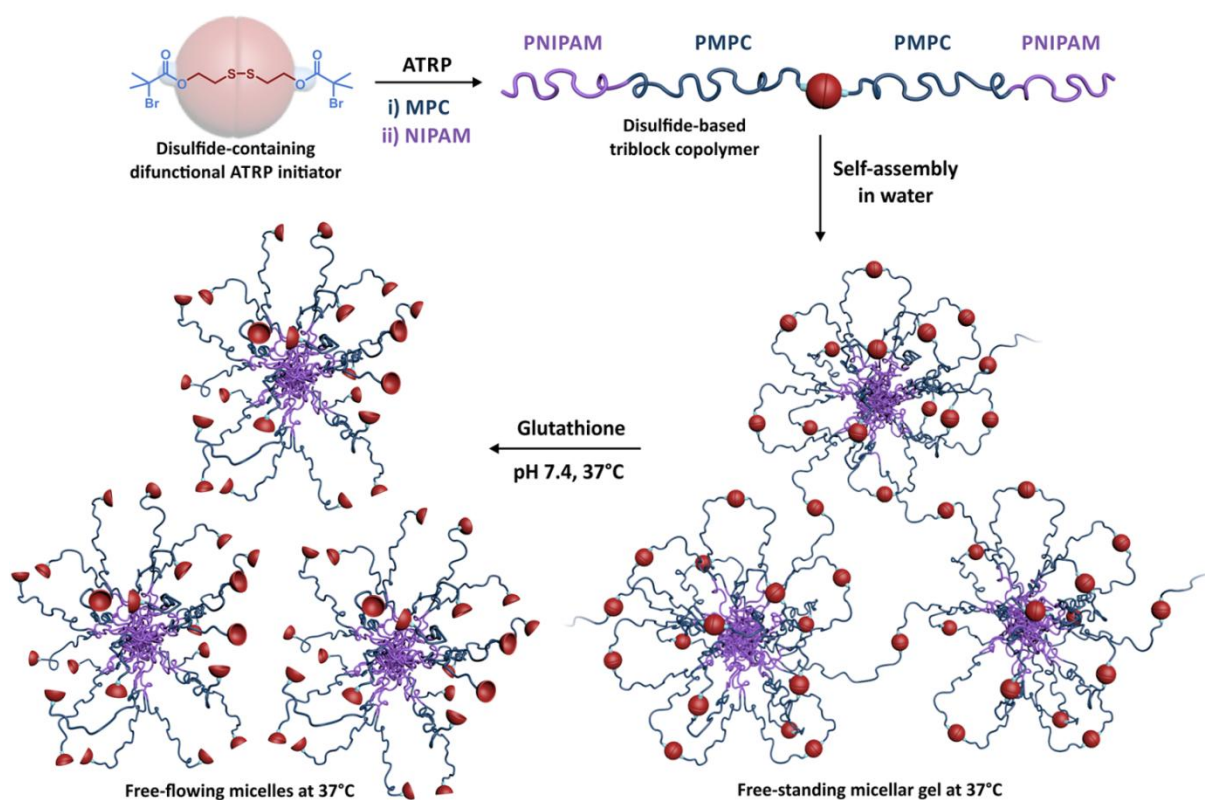 O
O
Br
S–S
O
O
Br
Disulfide-containing
difunctional ATRP initiator
ATRP
i) MPC
ii) NIPAM
PNIPAM
PMPC
PMPC
PNIPAM
Disulfide-based
triblock copolymer
Self-assembly
in water
Glutathione
pH 7.4, 37°C
Free-flowing micelles at 37°C
Free-standing micellar gel at 37°C